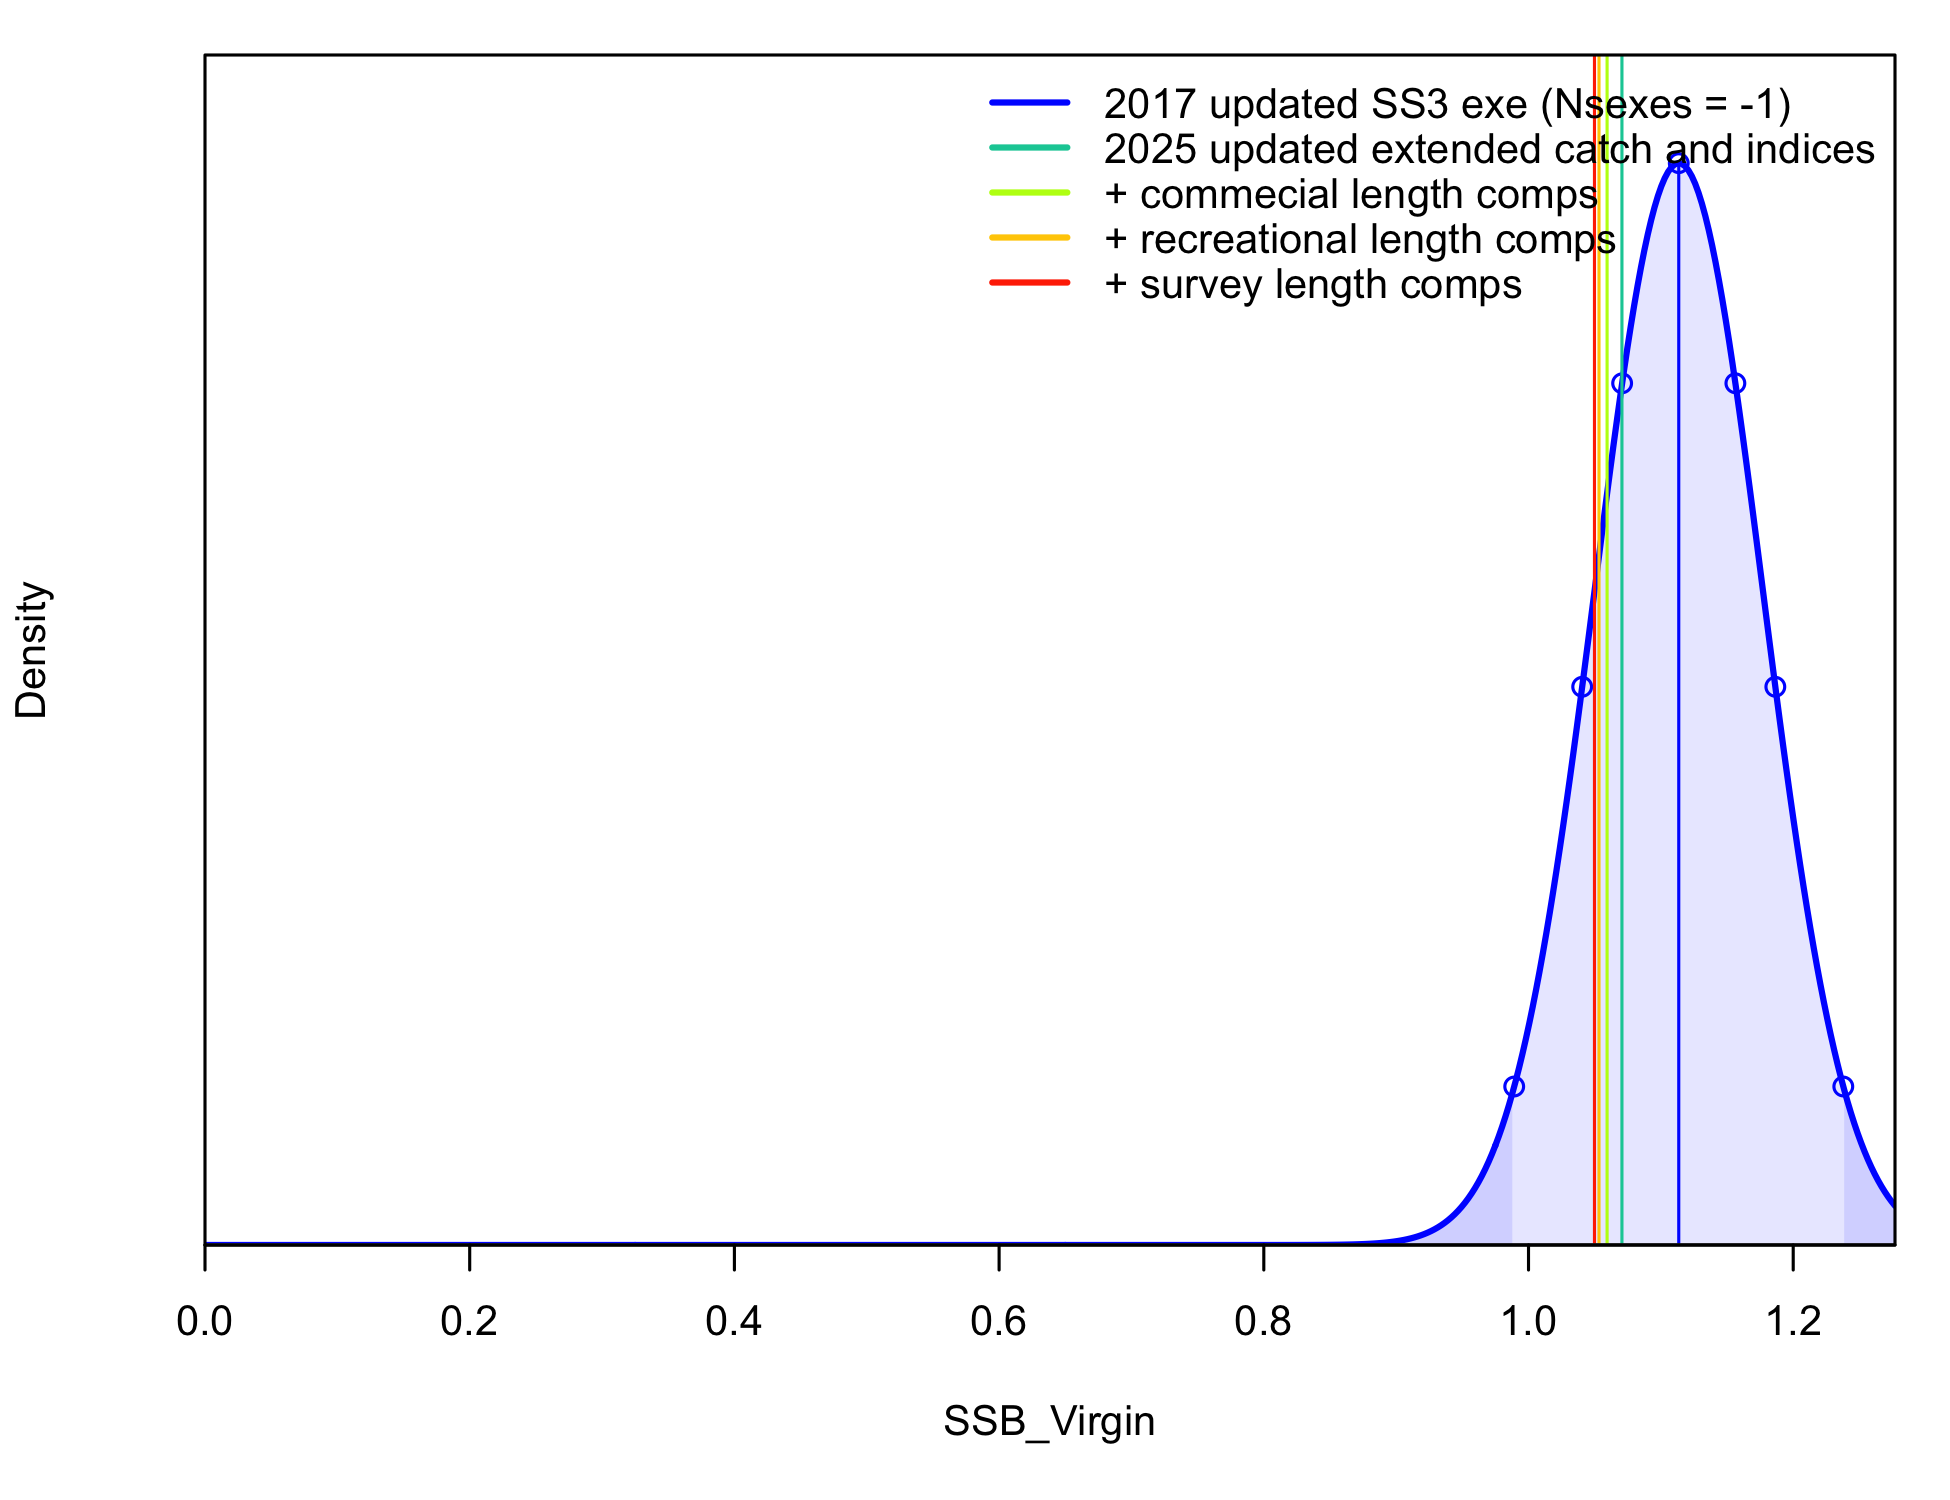 2017 updated SS3 exe (Nsexes = -1)
2025 updated extended catch and indices
+ commecial length comps
+ recreational length comps
+ survey length comps
Density
0.0 0.2 0.4 0.6 0.8 1.0 1.2
SSB_Virgin